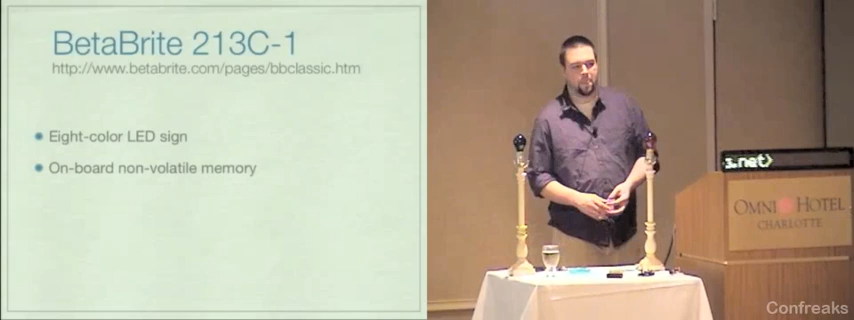 BetaBrite 213C-1
http://www.betabrite.com/pages/bbclassic.htm
Eight-color LED sign
On-board non-volatile memory
s.net>
OMNI HOTEL
CHARLOTTE
Confreaks